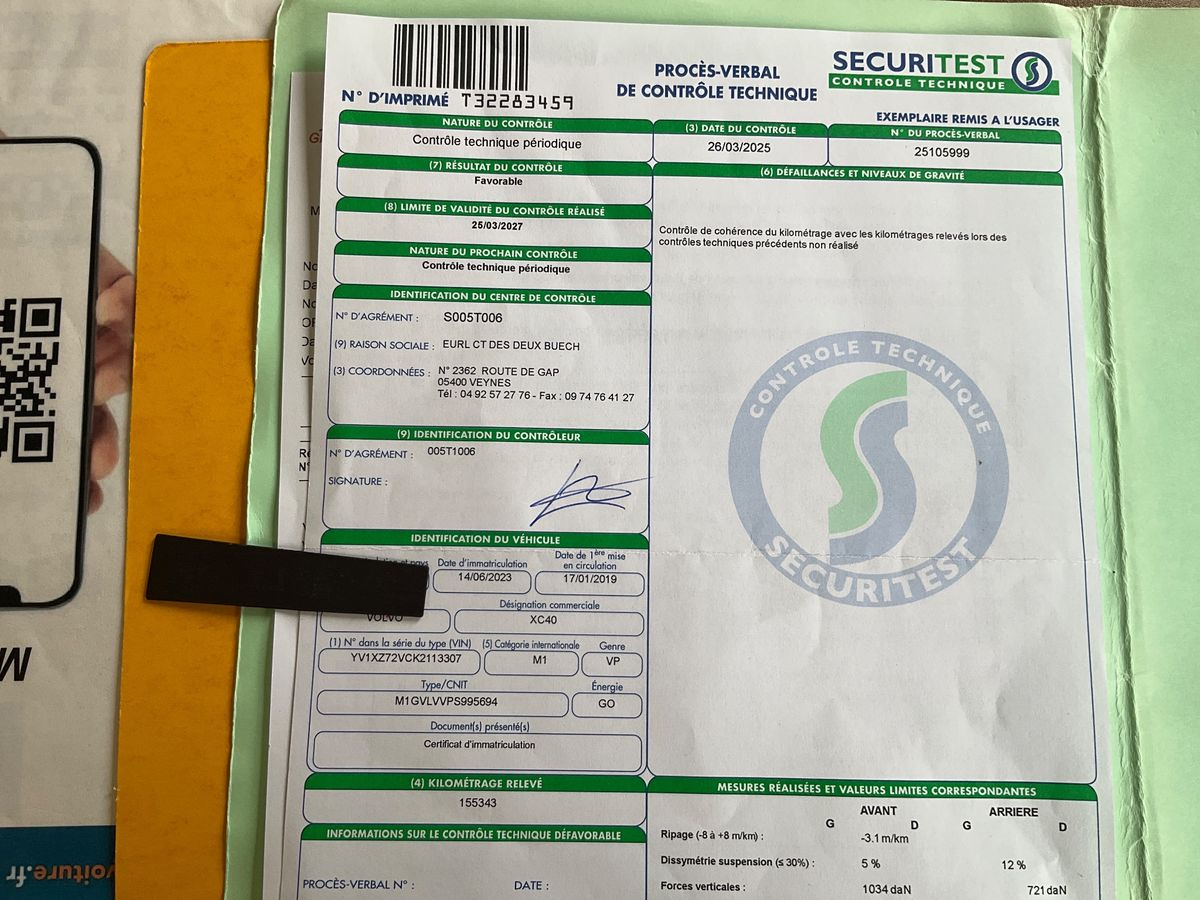 SECURITEST
CONTROLE TECHNIQUE
PROCÈS-VERBAL
DE CONTRÔLE TECHNIQUE
N° D'IMPRIMÉ T32283459
EXEMPLAIRE REMIS A L'USAGER
NATURE DU CONTRÔLE
Contrôle technique périodique
(3) DATE DU CONTRÔLE
26/03/2025
N° DU PROCÈS-VERBAL
25105999
(7) RÉSULTAT DU CONTRÔLE
Favorable
(8) LIMITE DE VALIDITÉ DU CONTRÔLE RÉALISÉ
25/03/2027
NATURE DU PROCHAIN CONTRÔLE
Contrôle technique périodique
IDENTIFICATION DU CENTRE DE CONTRÔLE
N° D'AGRÉMENT : S005T006
(9) RAISON SOCIALE : EURL CT DES DEUX BUECH
(3) COORDONNÉES : N° 2362 ROUTE DE GAP
05400 VEYNES
Tél : 04 92 57 27 76 - Fax : 09 74 76 41 27
(9) IDENTIFICATION DU CONTRÔLEUR
N° D'AGRÉMENT : 005T1006
SIGNATURE :
IDENTIFICATION DU VÉHICULE
et pays
Date d'immatriculation
14/06/2023
Date de 1ère mise
en circulation
17/01/2019
VOLVO
Désignation commerciale
XC40
(1) N° dans la série du type (VIN)
YV1XZ72VCK2113307
(5) Catégorie internationale
M1
Genre
VP
Type/CNIT
M1GVLVVPS995694
Énergie
GO
Document(s) présenté(s)
Certificat d'immatriculation
(4) KILOMÉTRAGE RELEVÉ
155343
INFORMATIONS SUR LE CONTRÔLE TECHNIQUE DÉFAVORABLE
PROCÈS-VERBAL N° : DATE :
(6) DÉFAILLANCES ET NIVEAUX DE GRAVITÉ
Contrôle de cohérence du kilométrage avec les kilométrages relevés lors des
contrôles techniques précédents non réalisé
CONTROLE TECHNIQUE
SECURITEST
MESURES RÉALISÉES ET VALEURS LIMITES CORRESPONDANTES
AVANT ARRIERE
G D G D
Ripage (-8 à +8 m/km) : -3.1 m/km
Dissymétrie suspension (≤ 30%) : 5 % 12 %
Forces verticales : 1034 daN 721 daN
voiture.fr